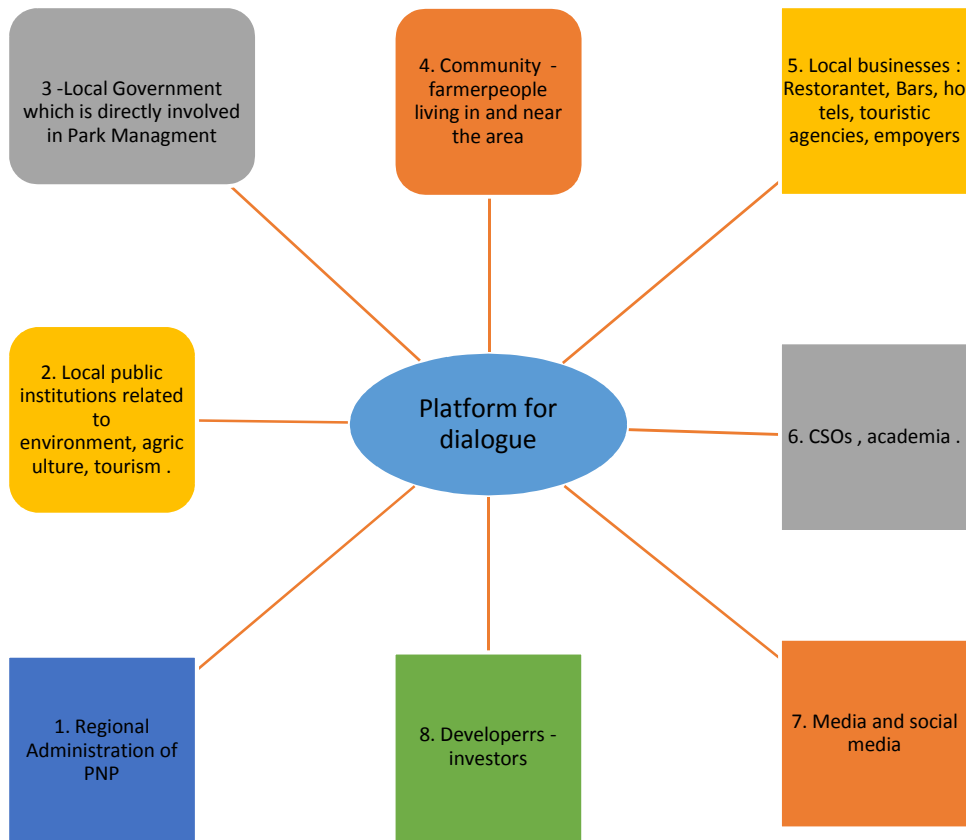 3 -Local Government
which is directly involved
in Park Managment
4. Community -
farmerpeople
living in and near
the area
5. Local businesses :
Restorantet, Bars, ho
tels, touristic
agencies, empoyers
2. Local public
institutions related
to
environment, agric
ulture, tourism .
Platform for
dialogue
6. CSOs , academia .
1. Regional
Administration of
PNP
8. Developerrs -
investors
7. Media and social
media